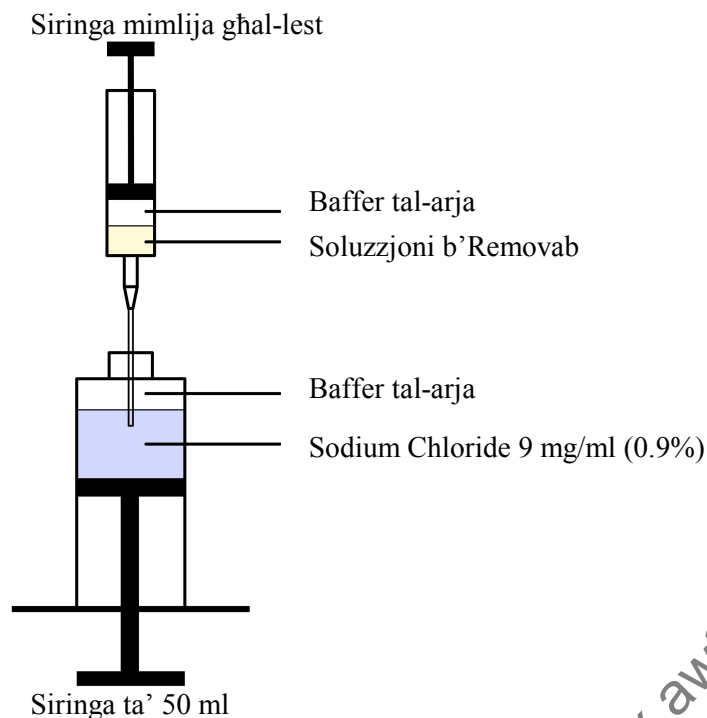 Siringa mimlija għal-lest
Baffer tal-arja
Soluzzjoni b’Removab
Baffer tal-arja
Sodium Chloride 9 mg/ml (0.9%)
Siringa ta’ 50 ml